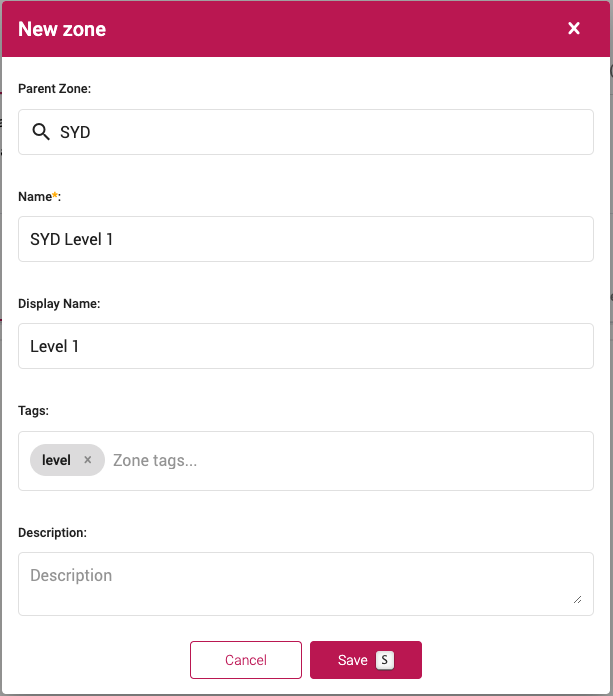 New zone ×
Parent Zone:
SYD
Name*:
SYD Level 1
Display Name:
Level 1
Tags:
level × Zone tags...
Description:
Description
Cancel Save S